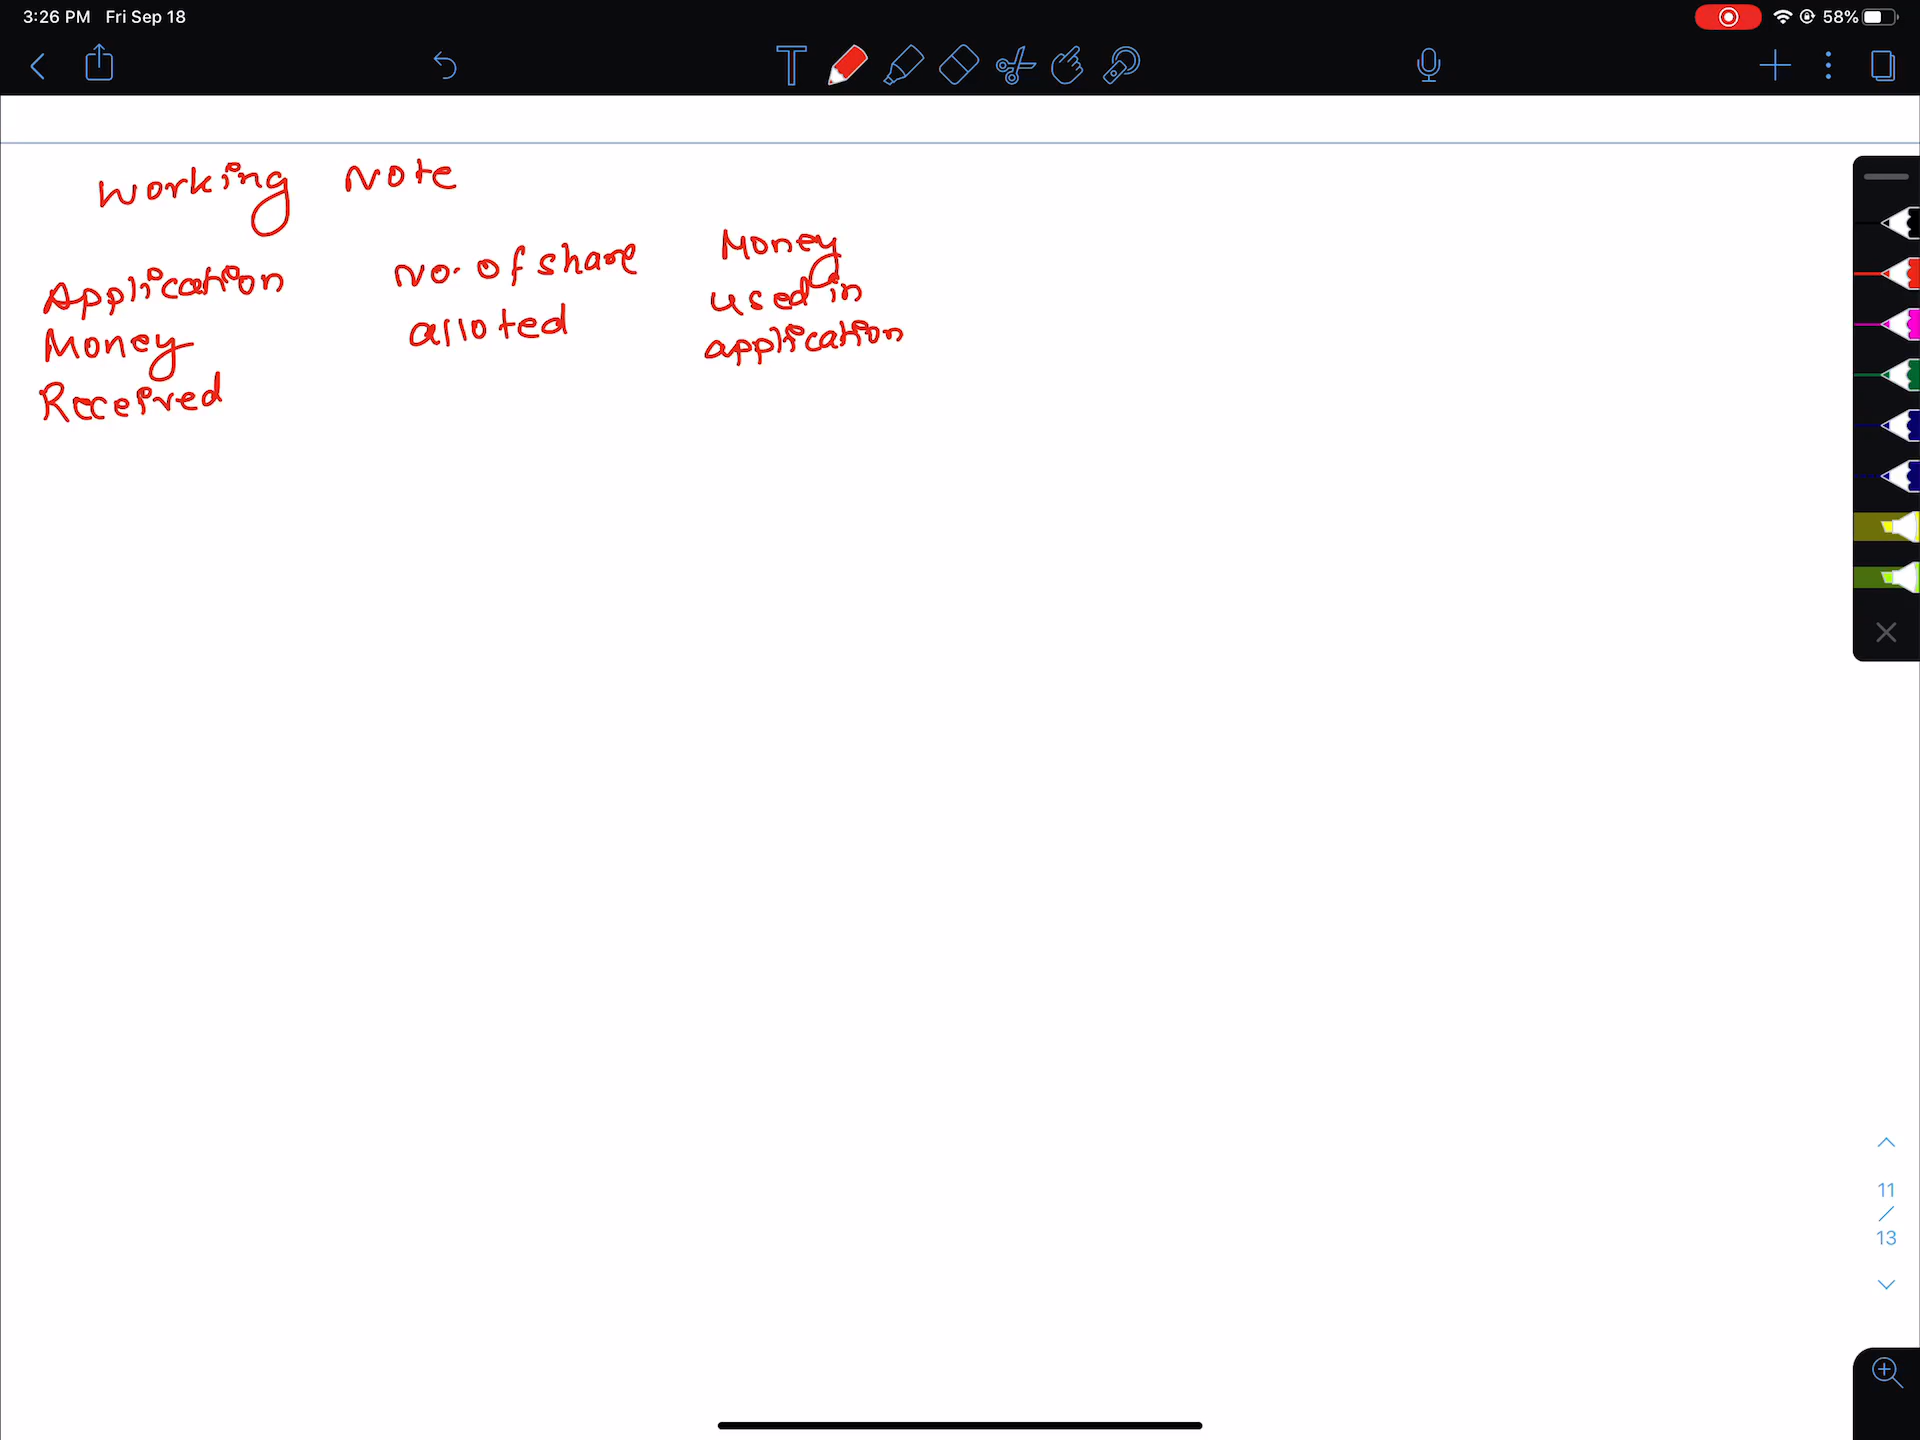 3:26 PM Fri Sep 18
58%
Working Note
Application
Money
Received
No. of share
alloted
Money
used in
application
11
/
13